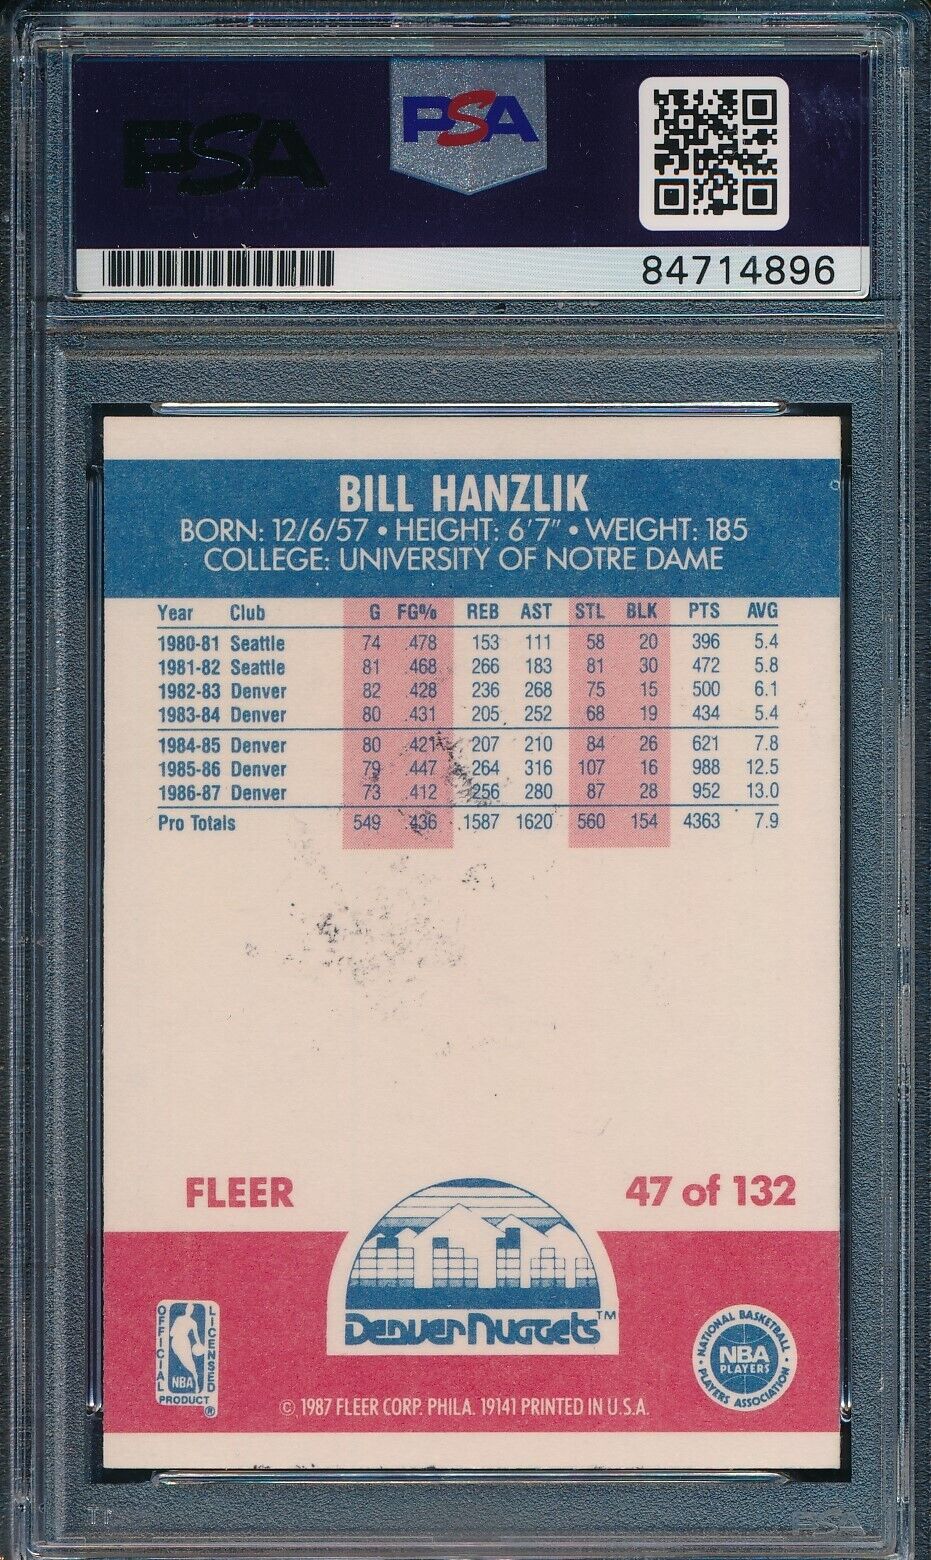 PSA
PSA
84714896
BILL HANZLIK
BORN: 12/6/57 • HEIGHT: 6'7" • WEIGHT: 185
COLLEGE: UNIVERSITY OF NOTRE DAME
Year Club G FG% REB AST STL BLK PTS AVG
1980-81 Seattle 74 .478 153 111 58 20 396 5.4
1981-82 Seattle 81 .468 266 183 81 30 472 5.8
1982-83 Denver 82 .428 236 268 75 15 500 6.1
1983-84 Denver 80 .431 205 252 68 19 434 5.4
1984-85 Denver 80 .421 207 210 84 26 621 7.8
1985-86 Denver 79 .447 264 316 107 16 988 12.5
1986-87 Denver 73 .412 256 280 87 28 952 13.0
Pro Totals 549 .436 1587 1620 560 154 4363 7.9
FLEER
47 of 132
Denver Nuggets™
OFFICIAL
LICENSED
NBA
PRODUCT
®
NATIONAL BASKETBALL
NBA
PLAYERS
PLAYERS ASSOCIATION
© 1987 FLEER CORP. PHILA. 19141 PRINTED IN U.S.A.
PSA